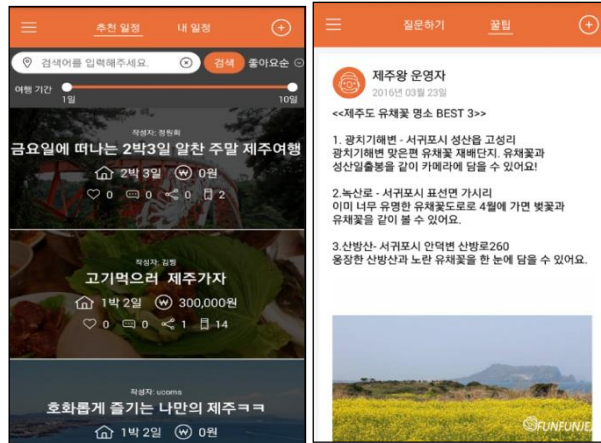 추천 일정
내 일정
검색어를 입력해주세요.
검색
좋아요순
여행 기간
1일
10일
작성자: 정원희
금요일에 떠나는 2박3일 알찬 주말 제주여행
2박 3일 0원
0 0 0 2
작성자: 김찡
고기먹으러 제주가자
1박 2일 300,000원
0 0 1 14
작성자: ucoms
호화롭게 즐기는 나만의 제주ㅋㅋ
1박 2일 0원
질문하기
꿀팁
제주왕 운영자
2016년 03월 23일
<<제주도 유채꽃 명소 BEST 3>>
1. 광치기해변 - 서귀포시 성산읍 고성리
광치기해변 맞은편 유채꽃 재배단지. 유채꽃과
성산일출봉을 같이 카메라에 담을 수 있어요!
2.녹산로 - 서귀포시 표선면 가시리
이미 너무 유명한 유채꽃도로로 4월에 가면 벚꽃과
유채꽃을 같이 볼 수 있어요.
3.산방산- 서귀포시 안덕변 산방로260
웅장한 산방산과 노란 유채꽃을 한 눈에 담을 수 있어요.
FUNFUNJE